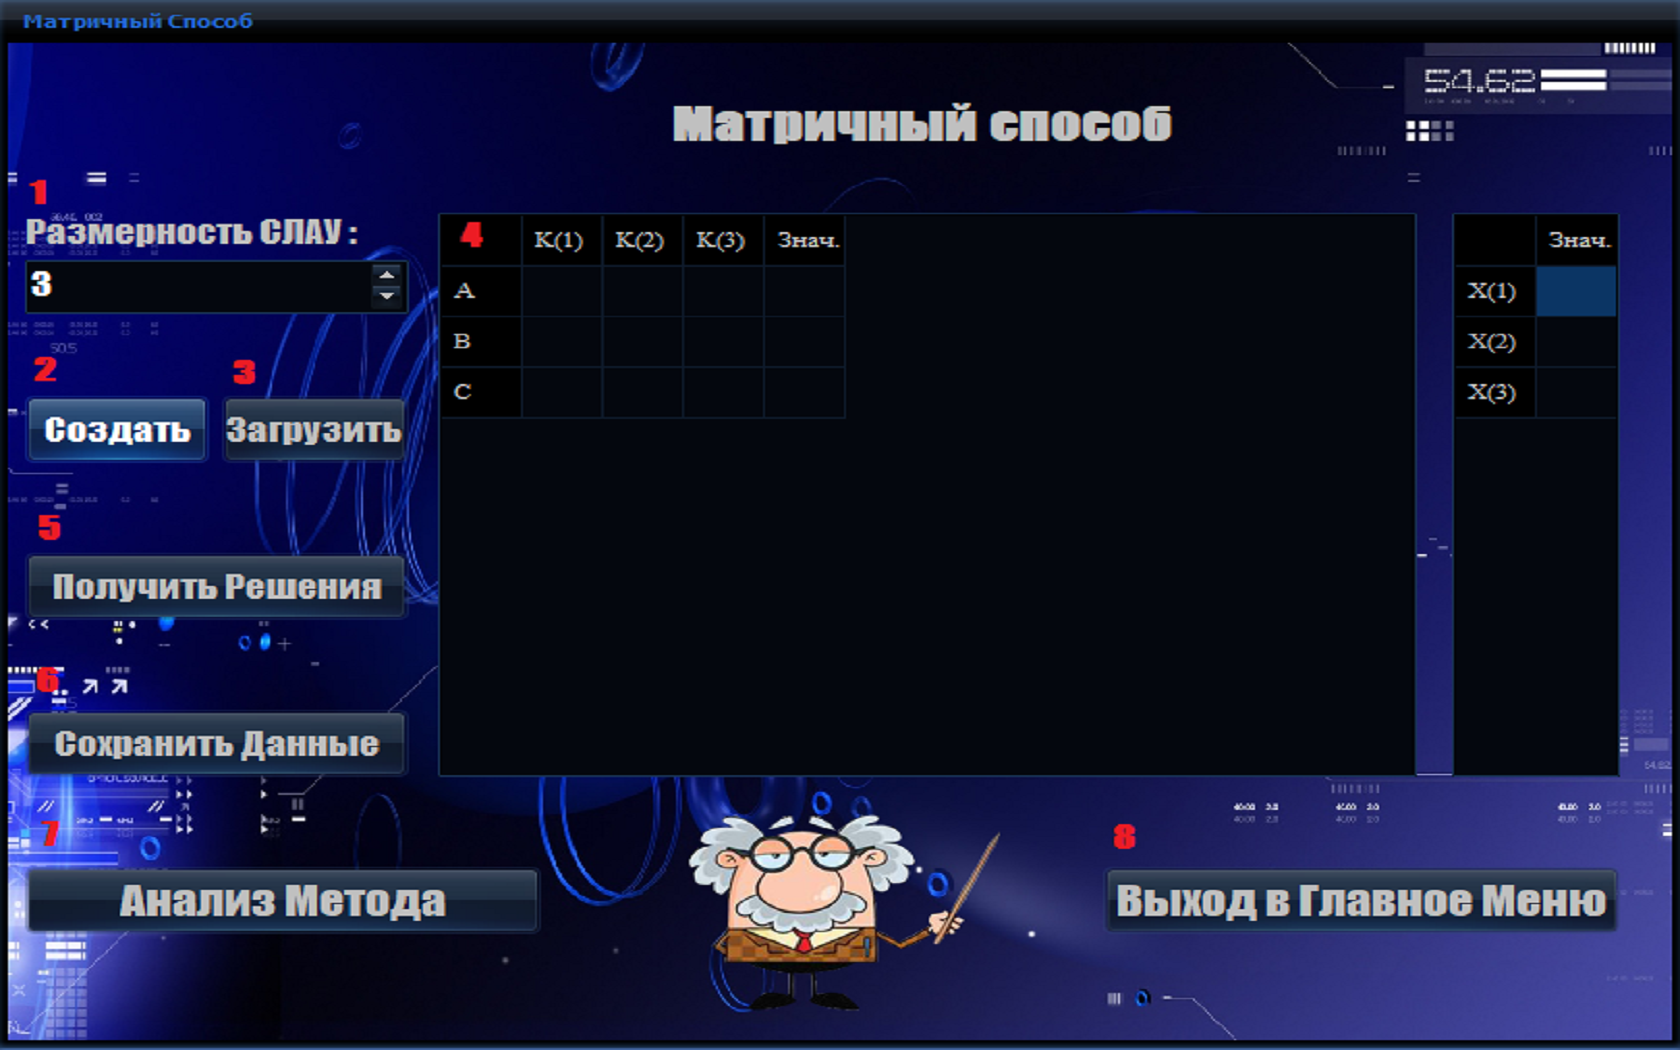 Матричный Способ
54.62
Матричный способ
1
Размерность СЛАУ :
3
2
3
Создать
Загрузить
4
K(1) K(2) K(3) Знач.
A
B
C
Знач.
X(1)
X(2)
X(3)
5
Получить Решения
6
Сохранить Данные
7
Анализ Метода
8
Выход в Главное Меню